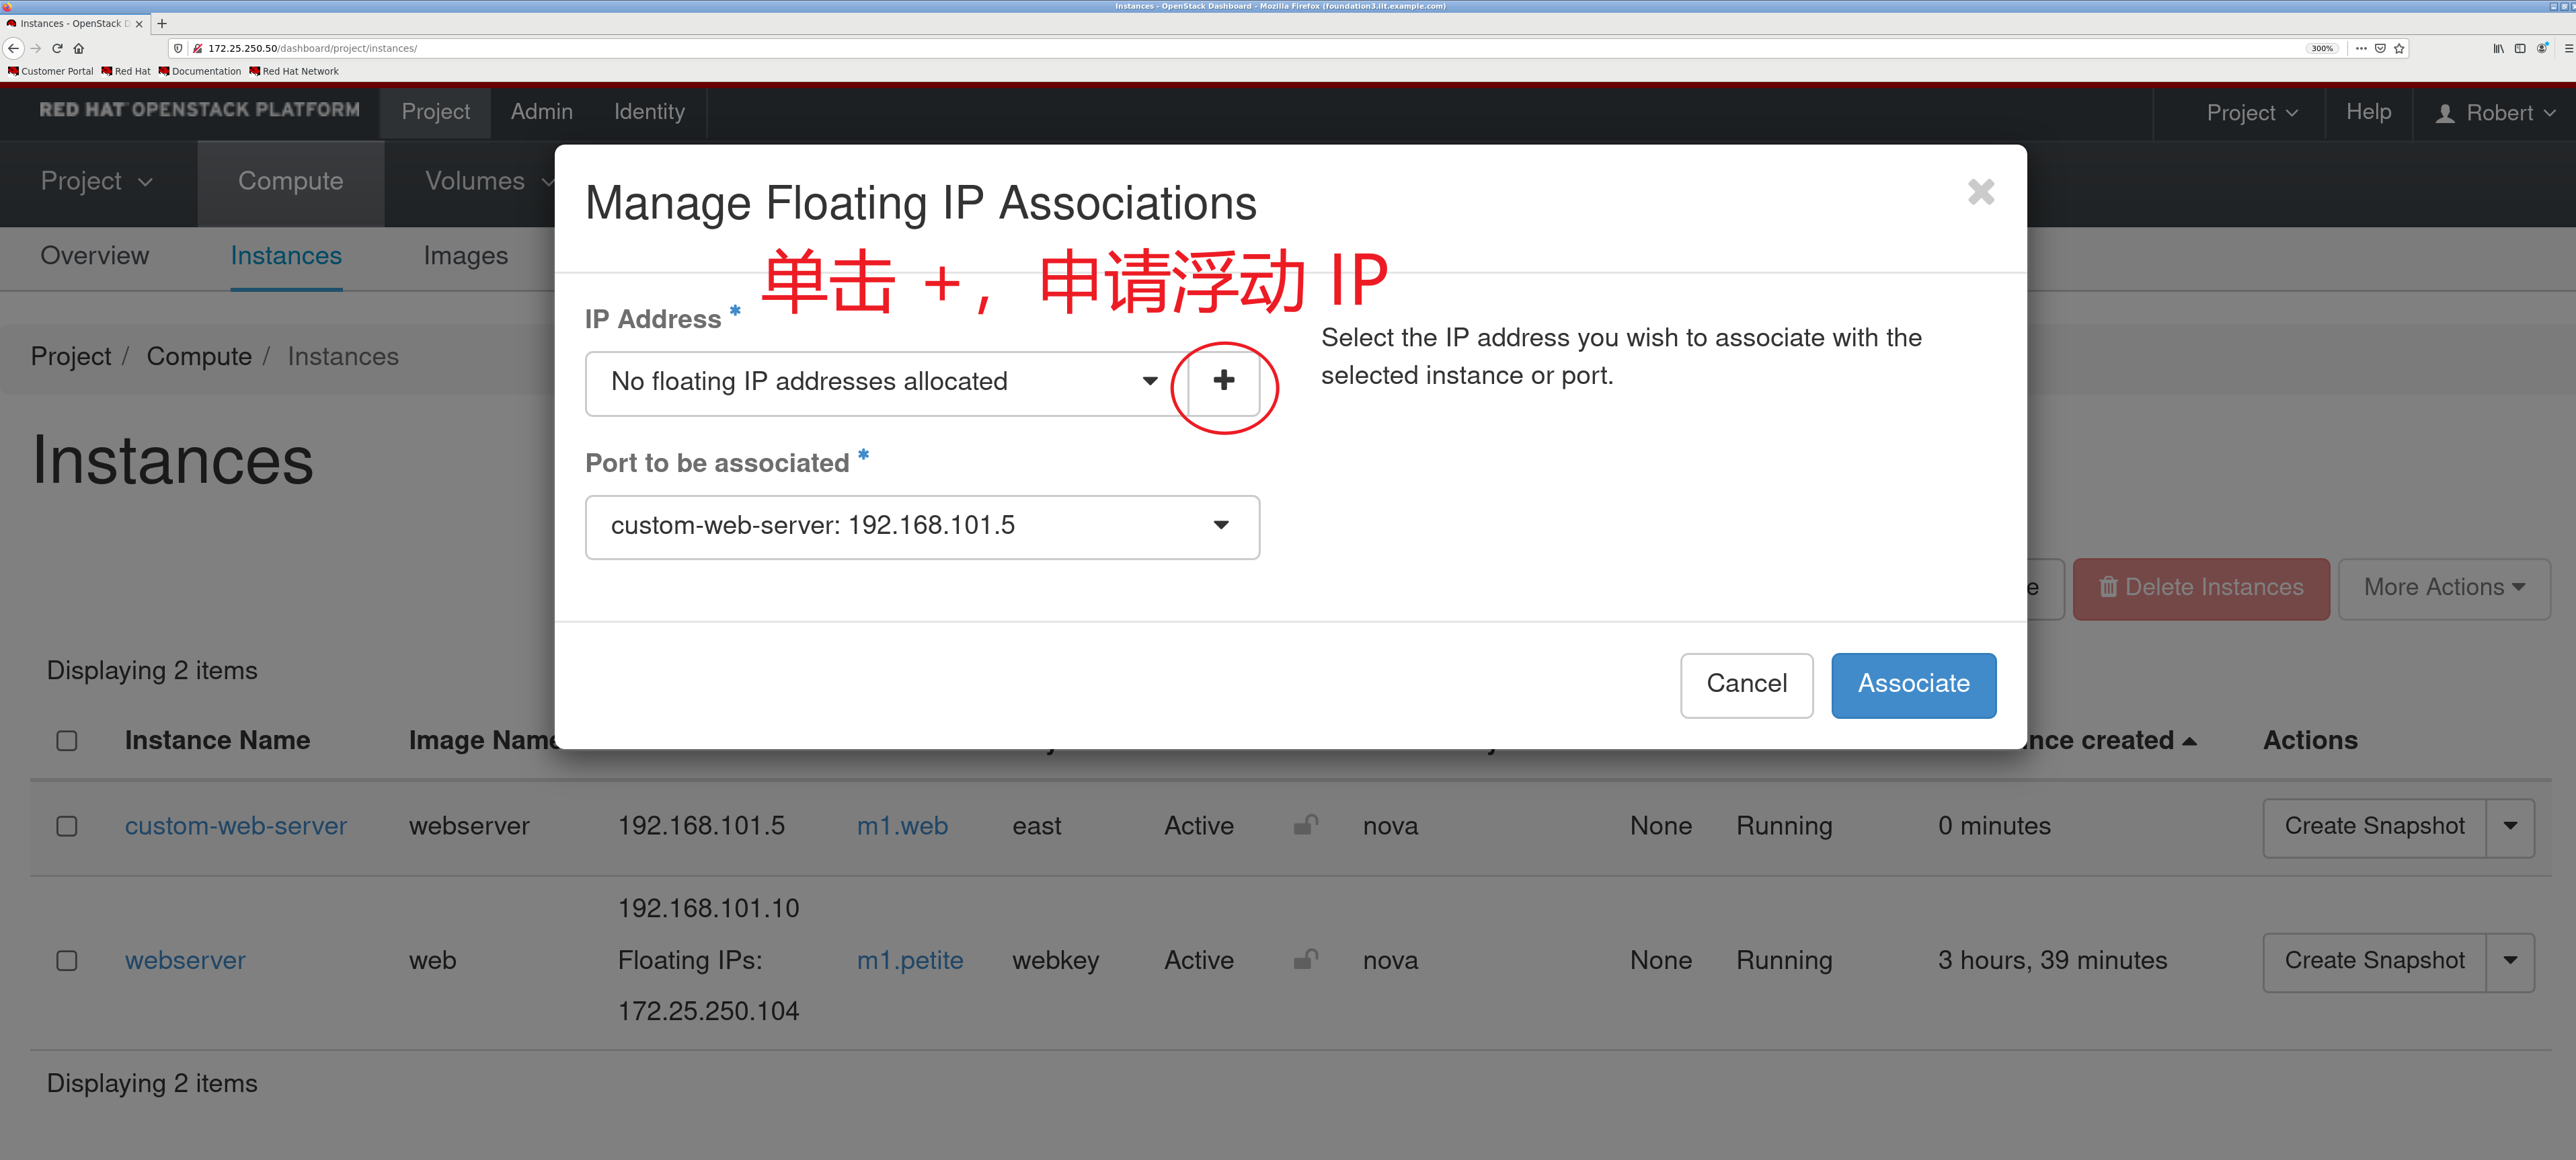 Instances - OpenStack Dashboard - Mozilla Firefox (foundation3.ilt.example.com)
Instances - OpenStack D
172.25.250.50/dashboard/project/instances/
300%
Customer Portal Red Hat Documentation Red Hat Network
RED HAT OPENSTACK PLATFORM Project Admin Identity Project Help Robert
Project Compute Volumes
Overview Instances Images
Project / Compute / Instances
Instances
Manage Floating IP Associations
单击 +，申请浮动 IP
IP Address *
No floating IP addresses allocated
Select the IP address you wish to associate with the
selected instance or port.
Port to be associated *
custom-web-server: 192.168.101.5
Cancel Associate
e Delete Instances More Actions
Displaying 2 items
Instance Name Image Name nce created Actions
custom-web-server webserver 192.168.101.5 m1.web east Active nova None Running 0 minutes Create Snapshot
192.168.101.10
webserver web Floating IPs: m1.petite webkey Active nova None Running 3 hours, 39 minutes Create Snapshot
172.25.250.104
Displaying 2 items